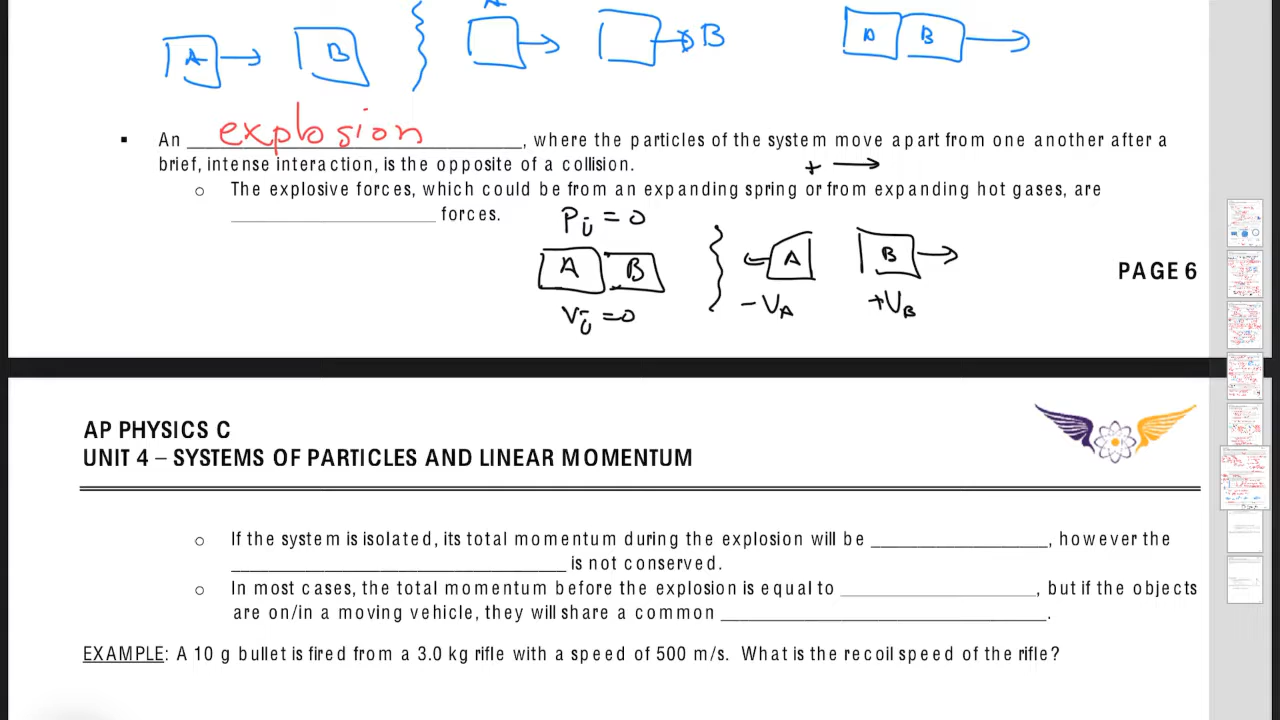 A
A B B A B
An explosion, where the particles of the system move apart from one another after a
brief, intense interaction, is the opposite of a collision.
+
The explosive forces, which could be from an expanding spring or from expanding hot gases, are
____________________ forces.
Pi = 0
A B A B
PAGE 6
Vi = 0 -VA +VB
AP PHYSICS C
UNIT 4 – SYSTEMS OF PARTICLES AND LINEAR MOMENTUM
If the system is isolated, its total momentum during the explosion will be ____________________, however the
____________________ is not conserved.
In most cases, the total momentum before the explosion is equal to ____________________, but if the objects
are on/in a moving vehicle, they will share a common ____________________.
EXAMPLE: A 10 g bullet is fired from a 3.0 kg rifle with a speed of 500 m/s. What is the recoil speed of the rifle?